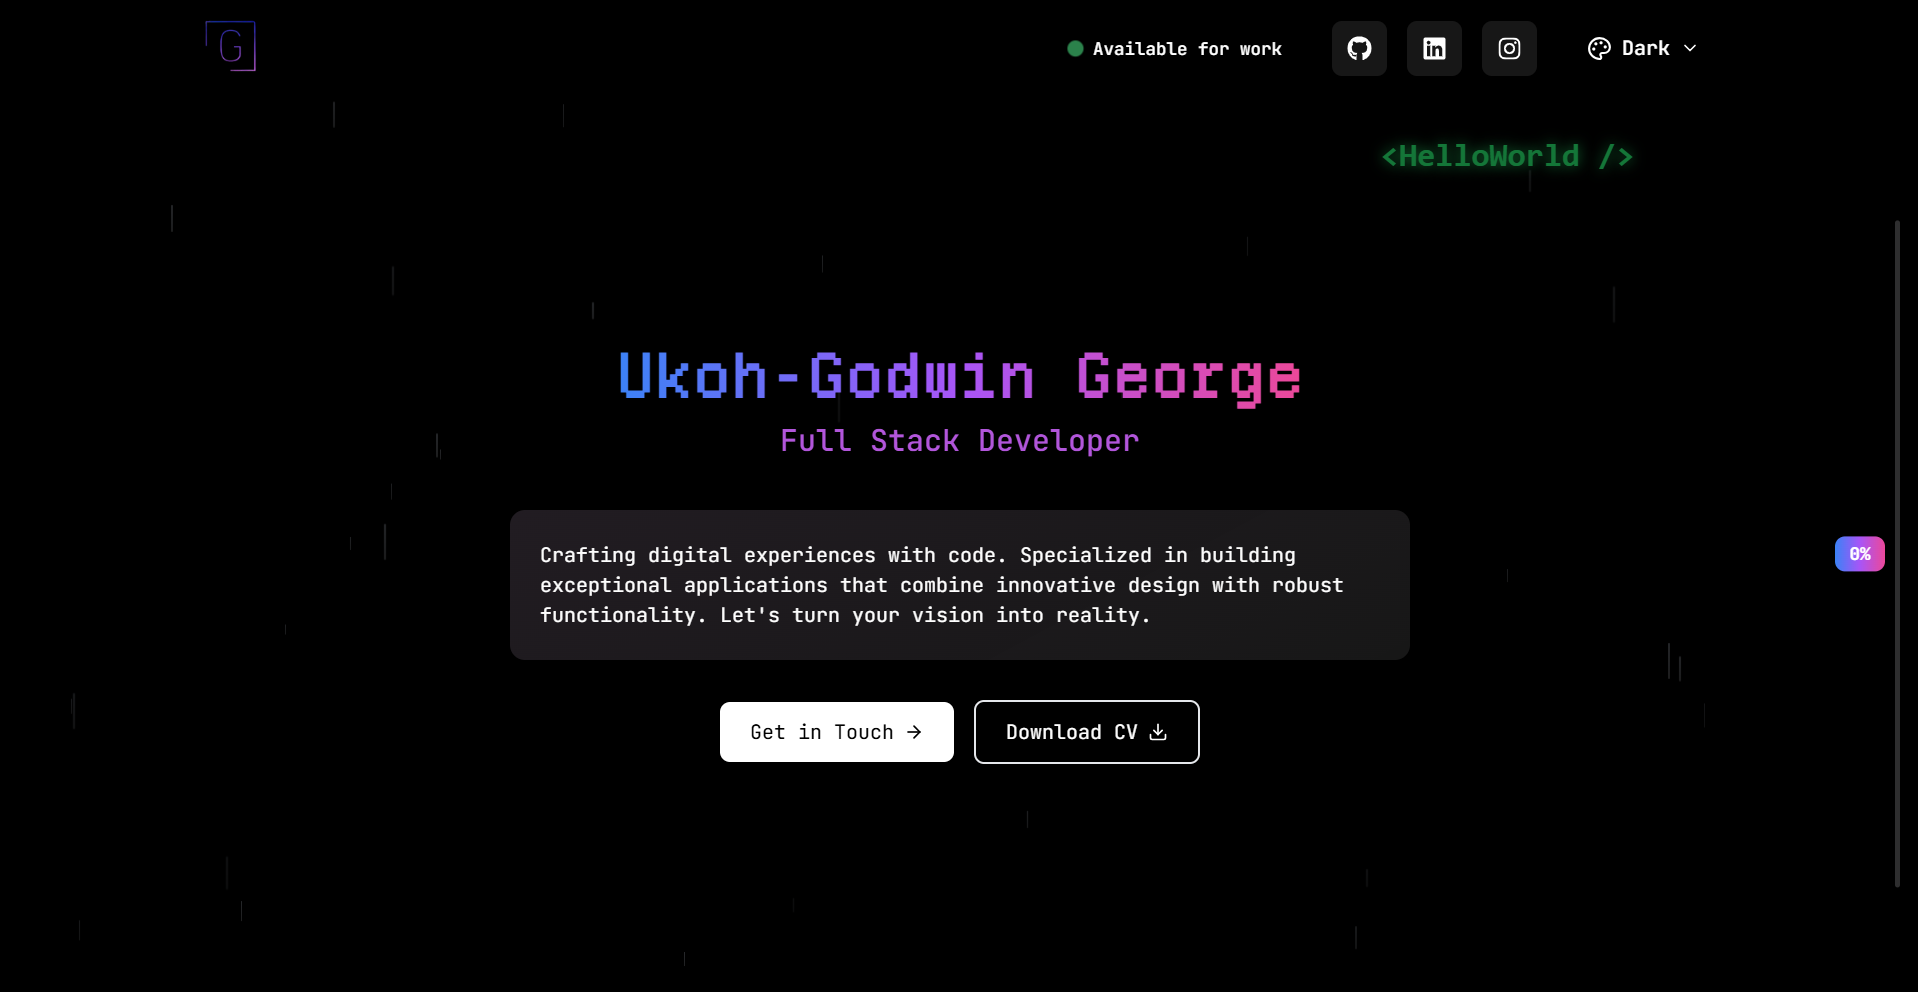 G
Available for work
Dark
<HelloWorld />
Ukoh-Godwin George
Full Stack Developer
Crafting digital experiences with code. Specialized in building
exceptional applications that combine innovative design with robust
functionality. Let's turn your vision into reality.
0%
Get in Touch →
Download CV